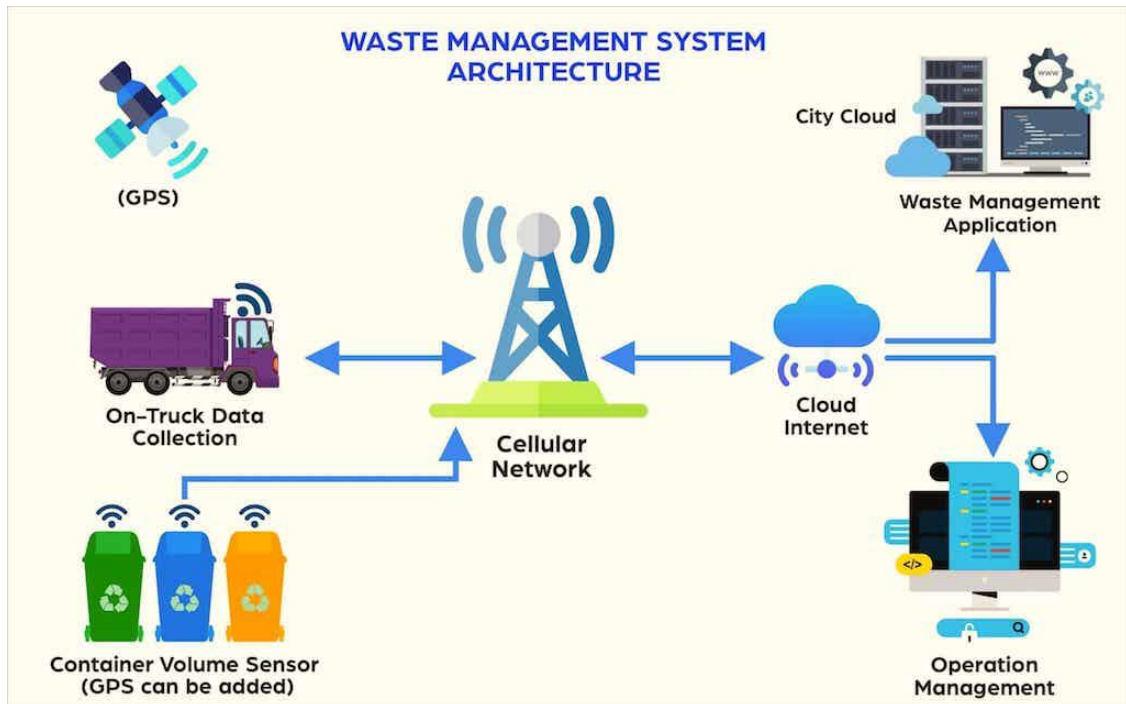 WASTE MANAGEMENT SYSTEM
ARCHITECTURE
(GPS)
City Cloud
WWW
Waste Management
Application
On-Truck Data
Collection
Cellular
Network
Cloud
Internet
</>
Container Volume Sensor
(GPS can be added)
Operation
Management